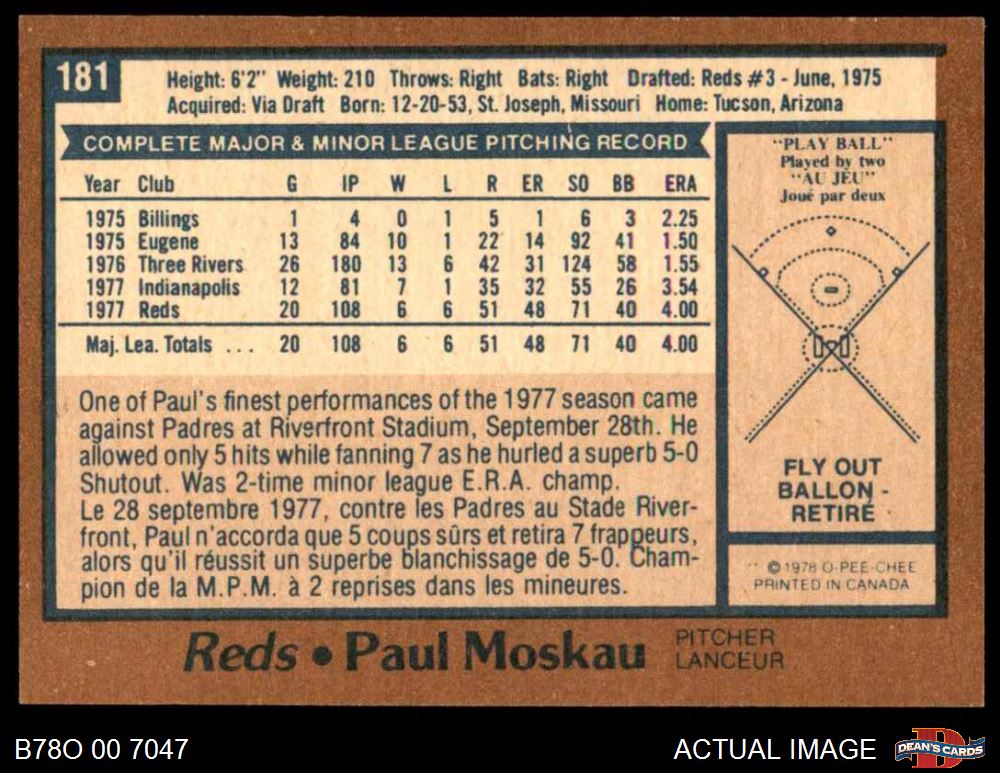 181
Height: 6'2" Weight: 210 Throws: Right Bats: Right Drafted: Reds #3 - June, 1975
Acquired: Via Draft Born: 12-20-53, St. Joseph, Missouri Home: Tucson, Arizona
COMPLETE MAJOR & MINOR LEAGUE PITCHING RECORD
Year Club G IP W L R ER SO BB ERA
1975 Billings 1 4 0 1 5 1 6 3 2.25
1975 Eugene 13 84 10 1 22 14 92 41 1.50
1976 Three Rivers 26 180 13 6 42 31 124 58 1.55
1977 Indianapolis 12 81 7 1 35 32 55 26 3.54
1977 Reds 20 108 6 6 51 48 71 40 4.00
Maj. Lea. Totals ... 20 108 6 6 51 48 71 40 4.00
One of Paul's finest performances of the 1977 season came
against Padres at Riverfront Stadium, September 28th. He
allowed only 5 hits while fanning 7 as he hurled a superb 5-0
Shutout. Was 2-time minor league E.R.A. champ.
Le 28 septembre 1977, contre les Padres au Stade River-
front, Paul n'accorda que 5 coups sûrs et retira 7 frappeurs,
alors qu'il réussit un superbe blanchissage de 5-0. Cham-
pion de la M.P.M. à 2 reprises dans les mineures.
"PLAY BALL"
Played by two
"AU JEU"
Joué par deux
FLY OUT
BALLON -
RETIRÉ
© 1978 O-PEE-CHEE
PRINTED IN CANADA
Reds • Paul Moskau PITCHER
LANCEUR
B78O 00 7047
ACTUAL IMAGE
D
DEAN'S CARDS